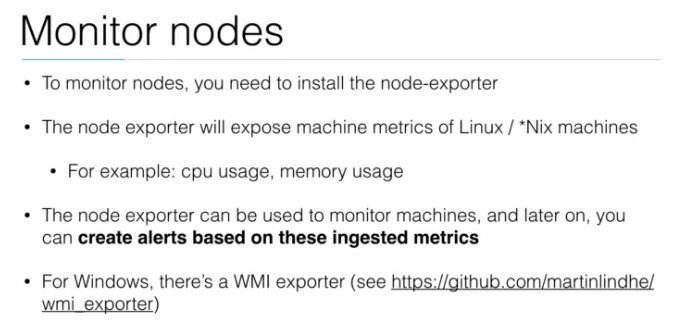 Monitor nodes
• To monitor nodes, you need to install the node-exporter
• The node exporter will expose machine metrics of Linux / *Nix machines
• For example: cpu usage, memory usage
• The node exporter can be used to monitor machines, and later on, you
can create alerts based on these ingested metrics
• For Windows, there's a WMI exporter (see https://github.com/martinlindhe/
wmi_exporter)